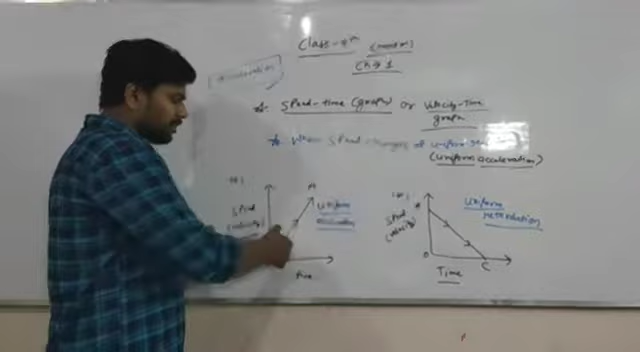 Class-9th (motion)
Ch-1
Acceleration
Speed-time (graph) or Velocity-Time
graph
When speed changes at uniform
(uniform acceleration)
A
Speed
(velocity)
Uniform
acceleration
Time
B
Speed
(velocity)
O
C
Time
Uniform
retardation